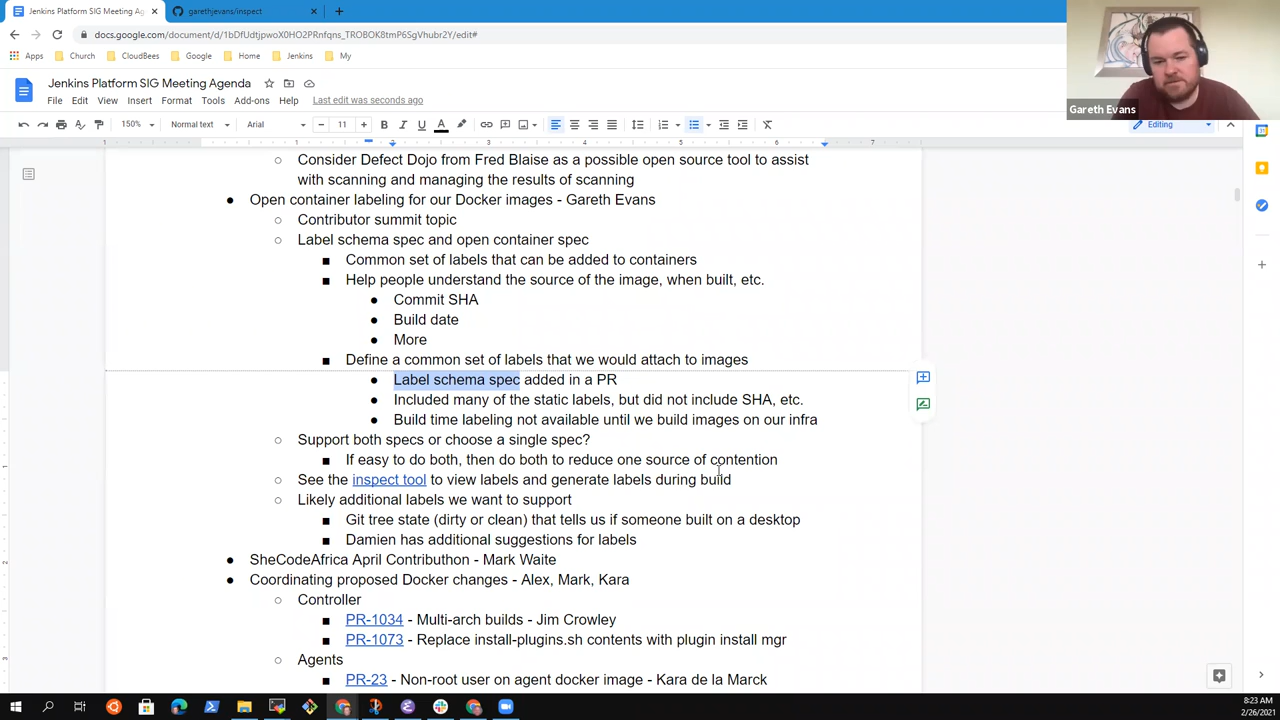 Jenkins Platform SIG Meeting Ag
garethjevans/inspect
docs.google.com/document/d/1bDfUdtjpwoX0HO2PRnfqns_TROBOK8tmP6SgVhubr2Y/edit#
Apps Church CloudBees Google Home Jenkins My
Jenkins Platform SIG Meeting Agenda
File Edit View Insert Format Tools Add-ons Help Last edit was seconds ago
150% Normal text Arial 11 Editing
Gareth Evans
1 1 2 3 4 5 6 7
○ Consider Defect Dojo from Fred Blaise as a possible open source tool to assist
with scanning and managing the results of scanning
● Open container labeling for our Docker images - Gareth Evans
○ Contributor summit topic
○ Label schema spec and open container spec
■ Common set of labels that can be added to containers
■ Help people understand the source of the image, when built, etc.
● Commit SHA
● Build date
● More
■ Define a common set of labels that we would attach to images
● Label schema spec added in a PR
● Included many of the static labels, but did not include SHA, etc.
● Build time labeling not available until we build images on our infra
○ Support both specs or choose a single spec?
■ If easy to do both, then do both to reduce one source of contention
○ See the inspect tool to view labels and generate labels during build
○ Likely additional labels we want to support
■ Git tree state (dirty or clean) that tells us if someone built on a desktop
■ Damien has additional suggestions for labels
● SheCodeAfrica April Contributhon - Mark Waite
● Coordinating proposed Docker changes - Alex, Mark, Kara
○ Controller
■ PR-1034 - Multi-arch builds - Jim Crowley
■ PR-1073 - Replace install-plugins.sh contents with plugin install mgr
○ Agents
■ PR-23 - Non-root user on agent docker image - Kara de la Marck
8:23 AM
2/26/2021